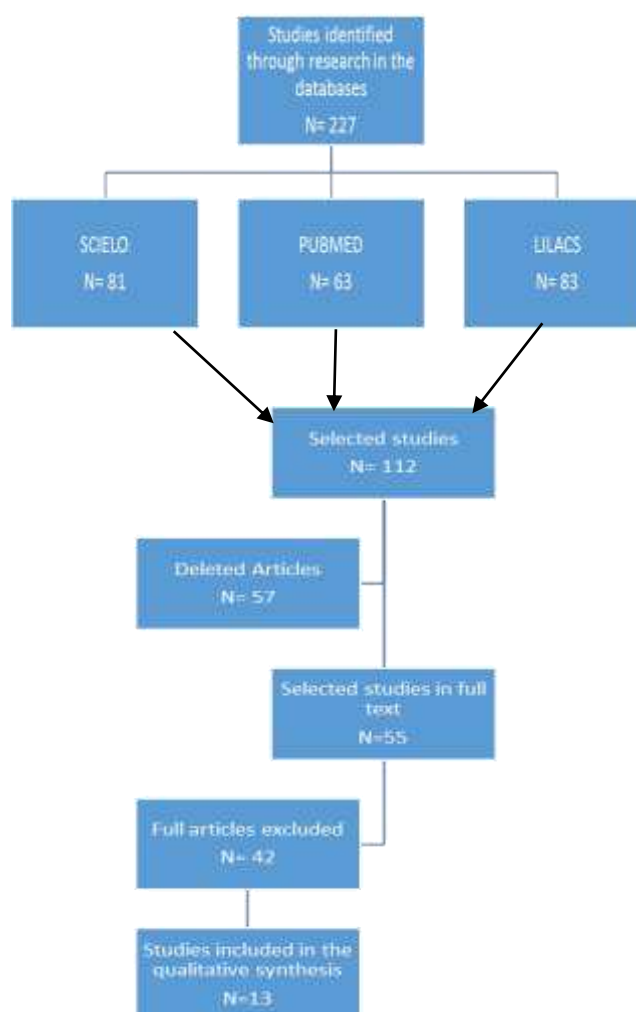 Studies identified
through research in the
databases
N= 227
SCIELO
N= 81
PUBMED
N= 63
LILACS
N= 83
Selected studies
N= 112
Deleted Articles
N= 57
Selected studies in full
text
N=55
Full articles excluded
N= 42
Studies included in the
qualitative synthesis
N=13